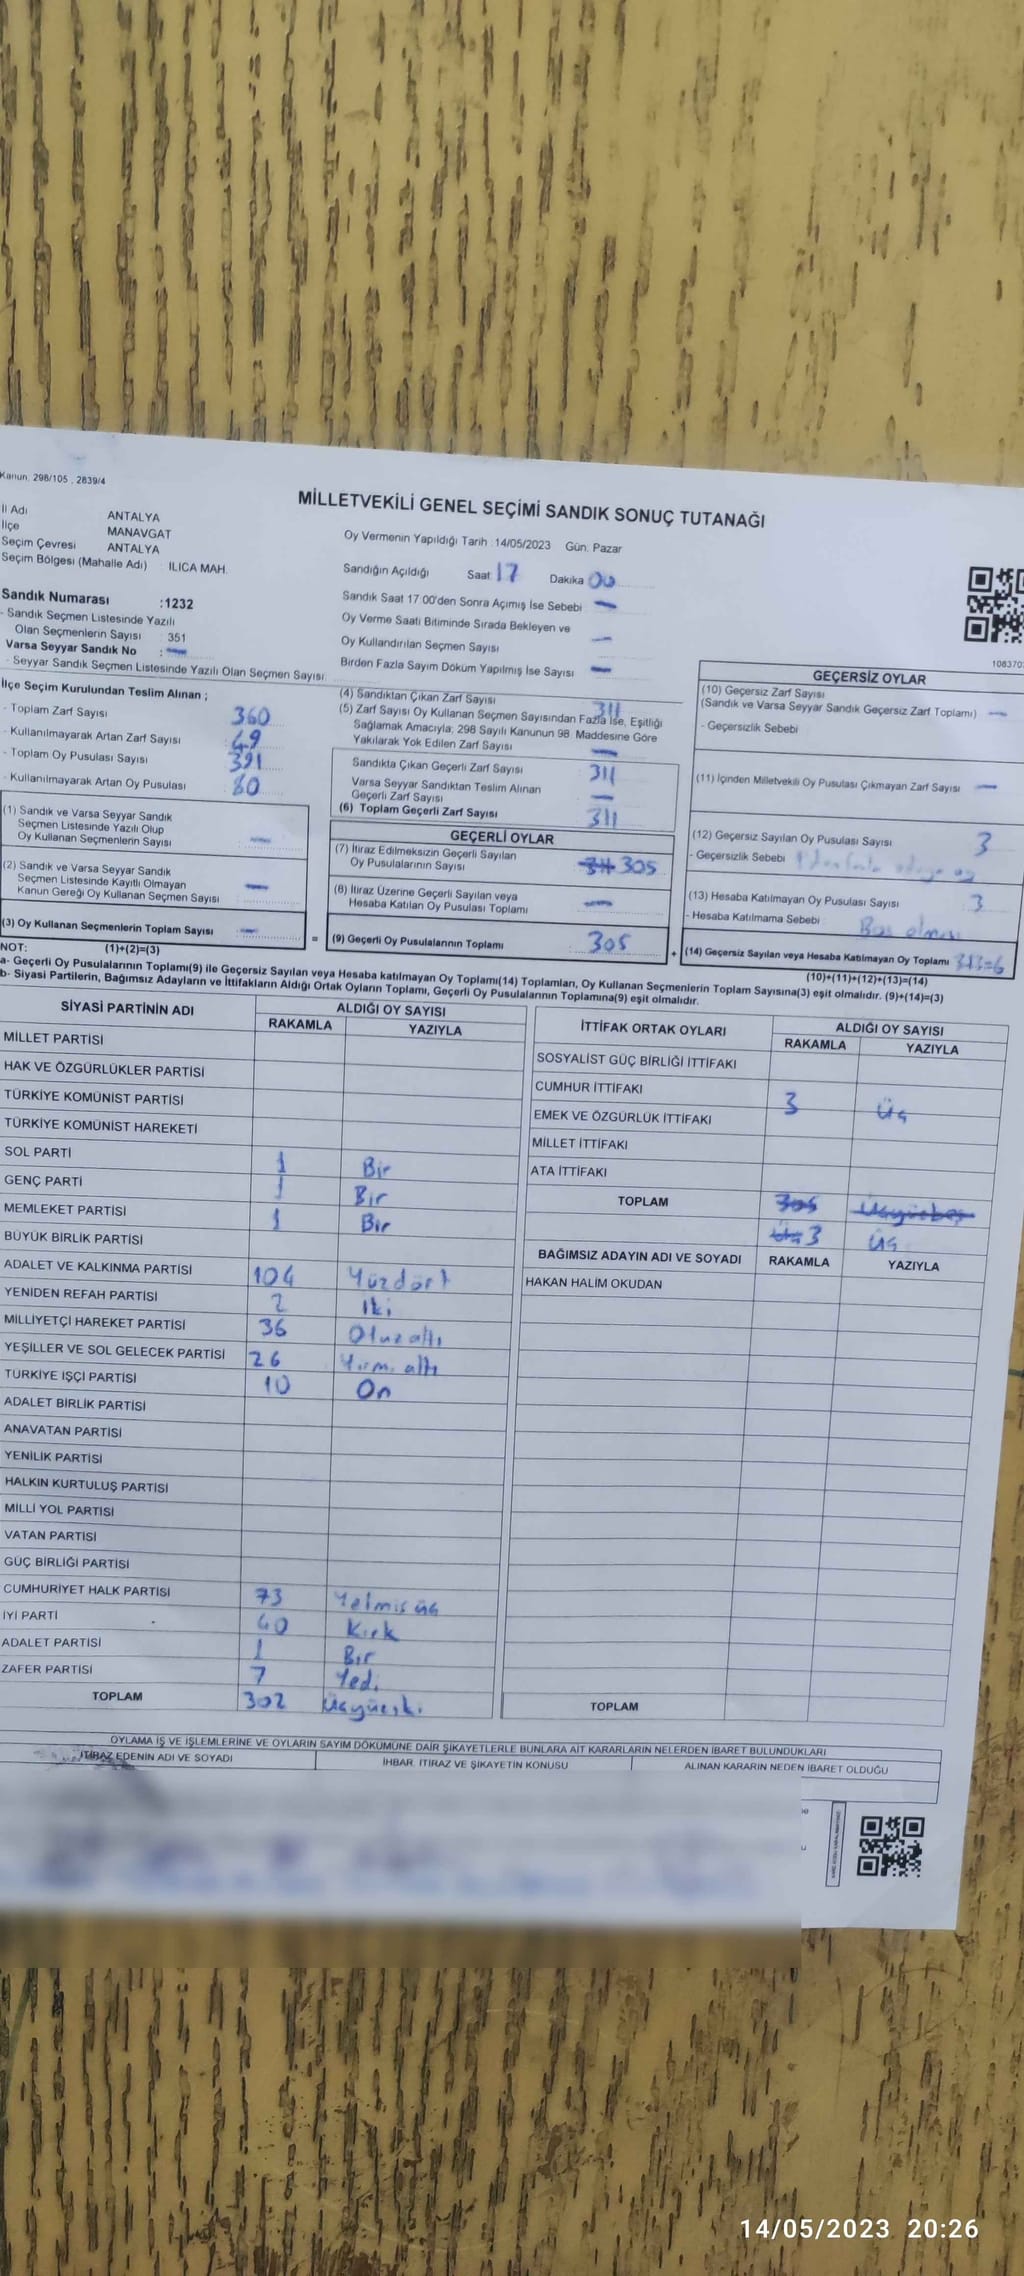 Kanun: 298/105 , 2839/4
MİLLETVEKİLİ GENEL SEÇİMİ SANDIK SONUÇ TUTANAĞI
İl Adı ANTALYA
İlçe MANAVGAT
Seçim Çevresi ANTALYA
Seçim Bölgesi (Mahalle Adı) : ILICA MAH.
Oy Vermenin Yapıldığı Tarih :14/05/2023 Gün: Pazar
Sandığın Açıldığı Saat 17 Dakika 00
Sandık Saat 17 00'den Sonra Açımış İse Sebebi —
Oy Verme Saati Bitiminde Sırada Bekleyen ve
Oy Kullandırılan Seçmen Sayısı —
Birden Fazla Sayım Döküm Yapılmış İse Sayısı —
Sandık Numarası :1232
- Sandık Seçmen Listesinde Yazılı
Olan Seçmenlerin Sayısı : 351
Varsa Seyyar Sandık No : —
- Seyyar Sandık Seçmen Listesinde Yazılı Olan Seçmen Sayısı:
İlçe Seçim Kurulundan Teslim Alınan ;
- Toplam Zarf Sayısı 360
- Kullanılmayarak Artan Zarf Sayısı 49
- Toplam Oy Pusulası Sayısı 391
- Kullanılmayarak Artan Oy Pusulası 80
(1) Sandık ve Varsa Seyyar Sandık
Seçmen Listesinde Yazılı Olup
Oy Kullanan Seçmenlerin Sayısı : —
(2) Sandık ve Varsa Seyyar Sandık
Seçmen Listesinde Kayıtlı Olmayan
Kanun Gereği Oy Kullanan Seçmen Sayısı : —
(3) Oy Kullanan Seçmenlerin Toplam Sayısı : —
(4) Sandıktan Çıkan Zarf Sayısı 311
(5) Zarf Sayısı Oy Kullanan Seçmen Sayısından Fazla İse, Eşitliği
Sağlamak Amacıyla; 298 Sayılı Kanunun 98. Maddesine Göre
Yakılarak Yok Edilen Zarf Sayısı —
Sandıkta Çıkan Geçerli Zarf Sayısı 311
Varsa Seyyar Sandıktan Teslim Alınan
Geçerli Zarf Sayısı —
(6) Toplam Geçerli Zarf Sayısı 311
GEÇERLİ OYLAR
(7) İtiraz Edilmeksizin Geçerli Sayılan
Oy Pusulalarının Sayısı 311 305
(8) İtiraz Üzerine Geçerli Sayılan veya
Hesaba Katılan Oy Pusulası Toplamı —
(9) Geçerli Oy Pusulalarının Toplamı : 305
GEÇERSİZ OYLAR
(10) Geçersiz Zarf Sayısı
(Sandık ve Varsa Seyyar Sandık Geçersiz Zarf Toplamı) —
- Geçersizlik Sebebi
(11) İçinden Milletvekili Oy Pusulası Çıkmayan Zarf Sayısı —
(12) Geçersiz Sayılan Oy Pusulası Sayısı 3
- Geçersizlik Sebebi
(13) Hesaba Katılmayan Oy Pusulası Sayısı 3
- Hesaba Katılmama Sebebi Boş olması
(14) Geçersiz Sayılan veya Hesaba Katılmayan Oy Toplamı 3+3=6
NOT: (1)+(2)=(3)
(10)+(11)+(12)+(13)=(14)
a- Geçerli Oy Pusulalarının Toplamı(9) ile Geçersiz Sayılan veya Hesaba katılmayan Oy Toplamı(14) Toplamları, Oy Kullanan Seçmenlerin Toplam Sayısına(3) eşit olmalıdır. (9)+(14)=(3)
b- Siyasi Partilerin, Bağımsız Adayların ve İttifakların Aldığı Ortak Oyların Toplamı, Geçerli Oy Pusulalarının Toplamına(9) eşit olmalıdır.
SİYASİ PARTİNİN ADI ALDIĞI OY SAYISI
RAKAMLA YAZIYLA
MİLLET PARTİSİ
HAK VE ÖZGÜRLÜKLER PARTİSİ
TÜRKİYE KOMÜNİST PARTİSİ
TÜRKİYE KOMÜNİST HAREKETİ
SOL PARTİ 1 Bir
GENÇ PARTİ 1 Bir
MEMLEKET PARTİSİ 1 Bir
BÜYÜK BİRLİK PARTİSİ
ADALET VE KALKINMA PARTİSİ 104 Yüzdört
YENİDEN REFAH PARTİSİ 2 İki
MİLLİYETÇİ HAREKET PARTİSİ 36 Otuzaltı
YEŞİLLER VE SOL GELECEK PARTİSİ 26 Yirmi altı
TÜRKİYE İŞÇİ PARTİSİ 10 On
ADALET BİRLİK PARTİSİ
ANAVATAN PARTİSİ
YENİLİK PARTİSİ
HALKIN KURTULUŞ PARTİSİ
MİLLİ YOL PARTİSİ
VATAN PARTİSİ
GÜÇ BİRLİĞİ PARTİSİ
CUMHURİYET HALK PARTİSİ 73 Yetmiş üç
İYİ PARTİ 40 Kırk
ADALET PARTİSİ 1 Bir
ZAFER PARTİSİ 7 Yedi
TOPLAM 302 Üçyüziki
İTTİFAK ORTAK OYLARI ALDIĞI OY SAYISI
RAKAMLA YAZIYLA
SOSYALİST GÜÇ BİRLİĞİ İTTİFAKI
CUMHUR İTTİFAKI 3 Üç
EMEK VE ÖZGÜRLÜK İTTİFAKI
MİLLET İTTİFAKI
ATA İTTİFAKI
TOPLAM 305 Üçyüzbeş
3 Üç
BAĞIMSIZ ADAYIN ADI VE SOYADI RAKAMLA YAZIYLA
HAKAN HALİM OKUDAN
TOPLAM
OYLAMA İŞ VE İŞLEMLERİNE VE OYLARIN SAYIM DÖKÜMÜNE DAİR ŞİKAYETLERLE BUNLARA AİT KARARLARIN NELERDEN İBARET BULUNDUKLARI
İTİRAZ EDENİN ADI VE SOYADI İHBAR, İTİRAZ VE ŞİKAYETİN KONUSU ALINAN KARARIN NEDEN İBARET OLDUĞU
14/05/2023 20:26